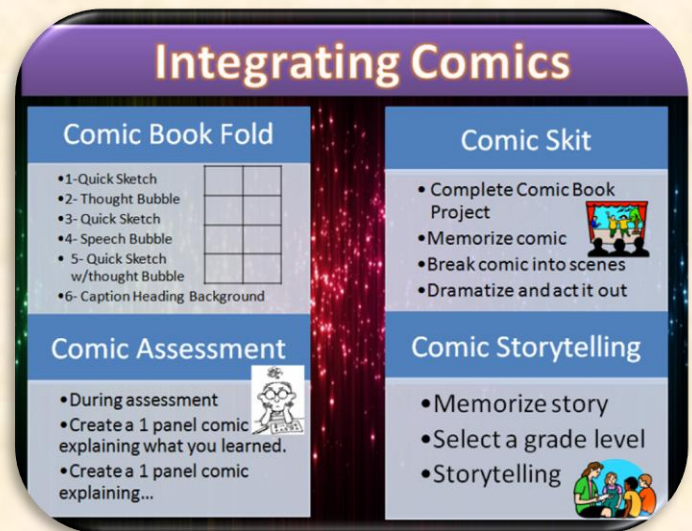 Integrating Comics
Comic Book Fold
•1-Quick Sketch
•2- Thought Bubble
•3- Quick Sketch
•4- Speech Bubble
• 5- Quick Sketch
w/thought Bubble
•6- Caption Heading Background
Comic Skit
• Complete Comic Book
Project
•Memorize comic
•Break comic into scenes
•Dramatize and act it out
Comic Assessment
•During assessment
•Create a 1 panel comic
explaining what you learned.
•Create a 1 panel comic
explaining...
Comic Storytelling
•Memorize story
•Select a grade level
•Storytelling